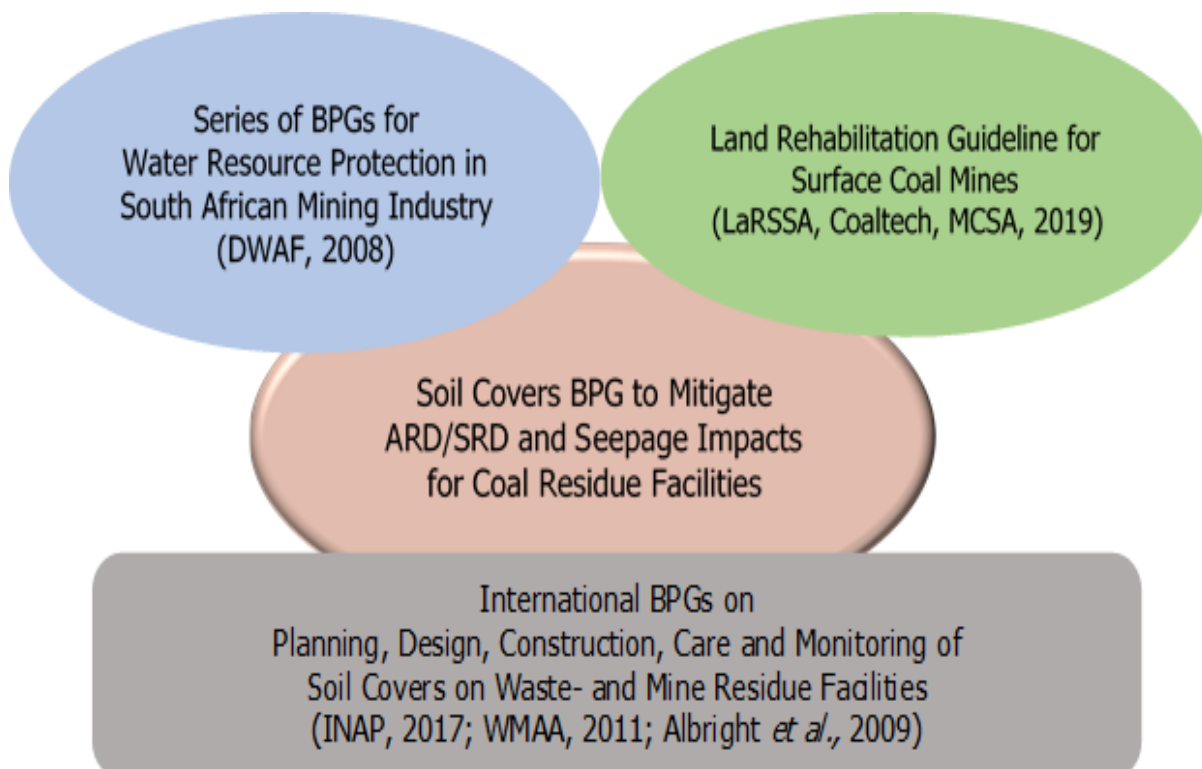 Series of BPGs for
Water Resource Protection in
South African Mining Industry
(DWAF, 2008)
Land Rehabilitation Guideline for
Surface Coal Mines
(LaRSSA, Coaltech, MCSA, 2019)
Soil Covers BPG to Mitigate
ARD/SRD and Seepage Impacts
for Coal Residue Facilities
International BPGs on
Planning, Design, Construction, Care and Monitoring of
Soil Covers on Waste- and Mine Residue Facilities
(INAP, 2017; WMAA, 2011; Albright et al., 2009)